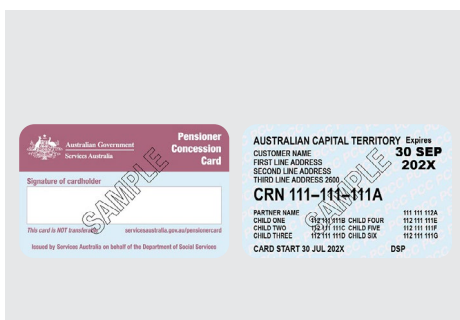 Australian Government
Services Australia
Pensioner
Concession
Card
Signature of cardholder
SAMPLE
This card is NOT transferable
servicesaustralia.gov.au/pensionercard
Issued by Services Australia on behalf of the Department of Social Services
AUSTRALIAN CAPITAL TERRITORY Expires
CUSTOMER NAME 30 SEP
FIRST LINE ADDRESS 202X
SECOND LINE ADDRESS
THIRD LINE ADDRESS 2600
CRN 111–111–111A
SAMPLE
PARTNER NAME 111 111 112A
CHILD ONE 112 111 111B CHILD FOUR 112 111 111E
CHILD TWO 112 111 111C CHILD FIVE 112 111 111F
CHILD THREE 112 111 111D CHILD SIX 112 111 111G
CARD START 30 JUL 202X DSP